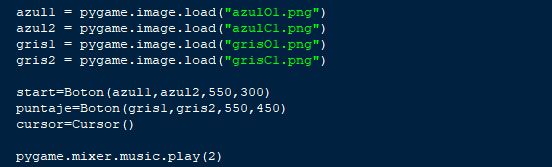 azul1 = pygame.image.load("azulO1.png")
azul2 = pygame.image.load("azulC1.png")
gris1 = pygame.image.load("grisO1.png")
gris2 = pygame.image.load("grisC1.png")
start=Boton(azul1,azul2,550,300)
puntaje=Boton(gris1,gris2,550,450)
cursor=Cursor()
pygame.mixer.music.play(2)